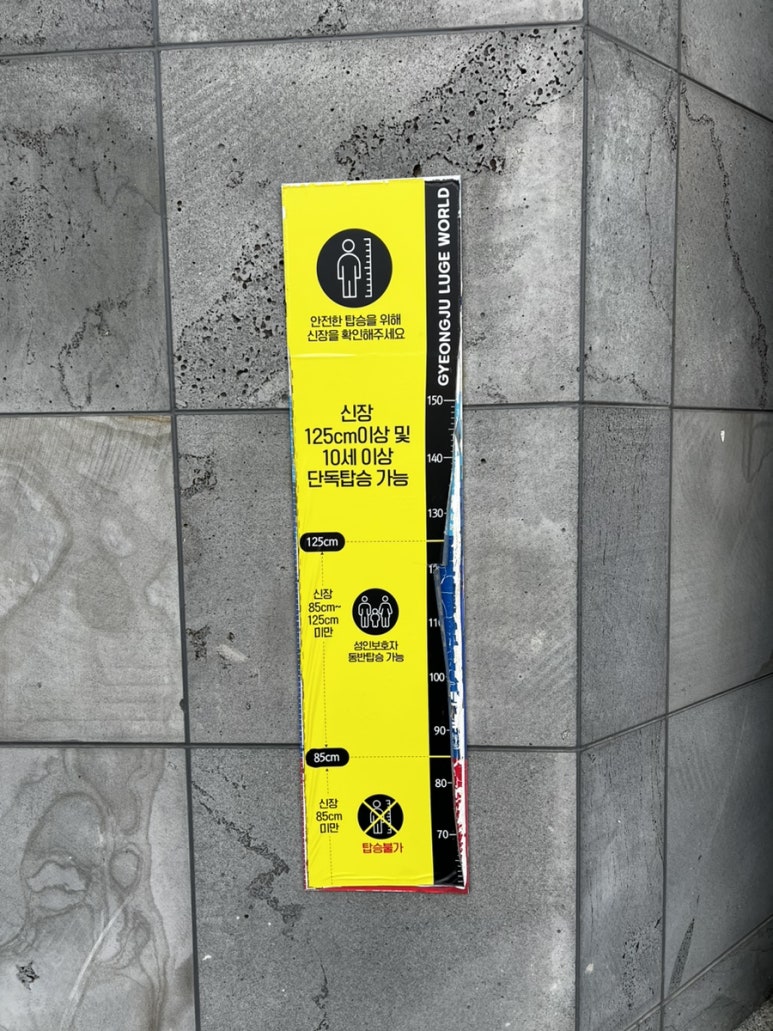 GYEONGJU LUGE WORLD
안전한 탑승을 위해
신장을 확인해주세요
신장
125cm이상 및
10세 이상
단독탑승 가능
150
140
130
125cm
신장
85cm~
125cm
미만
성인보호자
동반탑승 가능
100
90
85cm
80
신장
85cm
미만
탑승불가
70